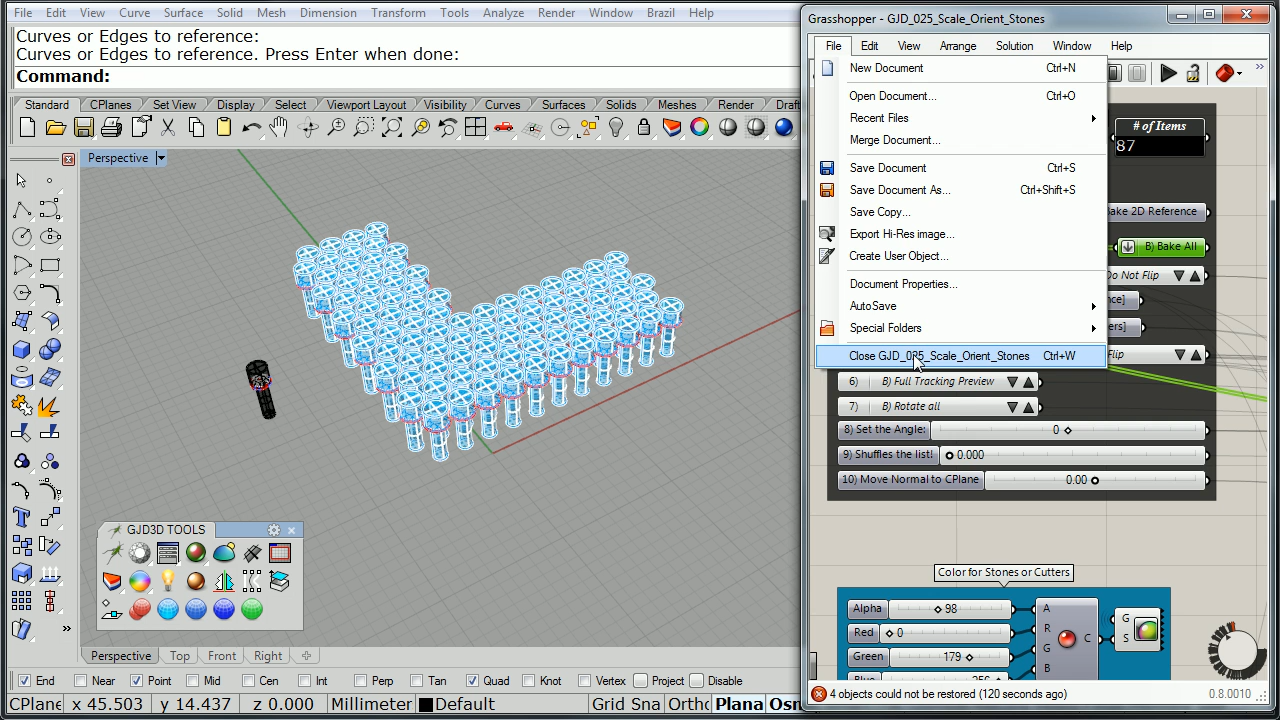 File Edit View Curve Surface Solid Mesh Dimension Transform Tools Analyze Render Window Brazil Help
Curves or Edges to reference:
Curves or Edges to reference. Press Enter when done:
Command:
Standard CPlanes Set View Display Select Viewport Layout Visibility Curves Surfaces Solids Meshes Render Draft
Perspective
GJD3D TOOLS
Perspective Top Front Right
End Near Point Mid Cen Int Perp Tan Quad Knot Vertex Project Disable
CPlane x 45.503 y 14.437 z 0.000 Millimeter Default Grid Sna Ortho Plana Osn
Grasshopper - GJD_025_Scale_Orient_Stones
File Edit View Arrange Solution Window Help
New Document Ctrl+N
Open Document... Ctrl+O
Recent Files
Merge Document...
Save Document Ctrl+S
Save Document As... Ctrl+Shift+S
Save Copy...
Export Hi-Res image...
Create User Object...
Document Properties...
AutoSave
Special Folders
Close GJD_025_Scale_Orient_Stones Ctrl+W
# of Items
87
Bake 2D Reference
B) Bake All
Do Not Flip
nce]
ers]
Flip
6) B) Full Tracking Preview
7) B) Rotate all
8) Set the Angle: 0
9) Shuffles the list! 0.000
10) Move Normal to CPlane 0.00
Color for Stones or Cutters
Alpha 98
Red 0
Green 179
A
R
G
B
C
G
S
4 objects could not be restored (120 seconds ago)
0.8.0010